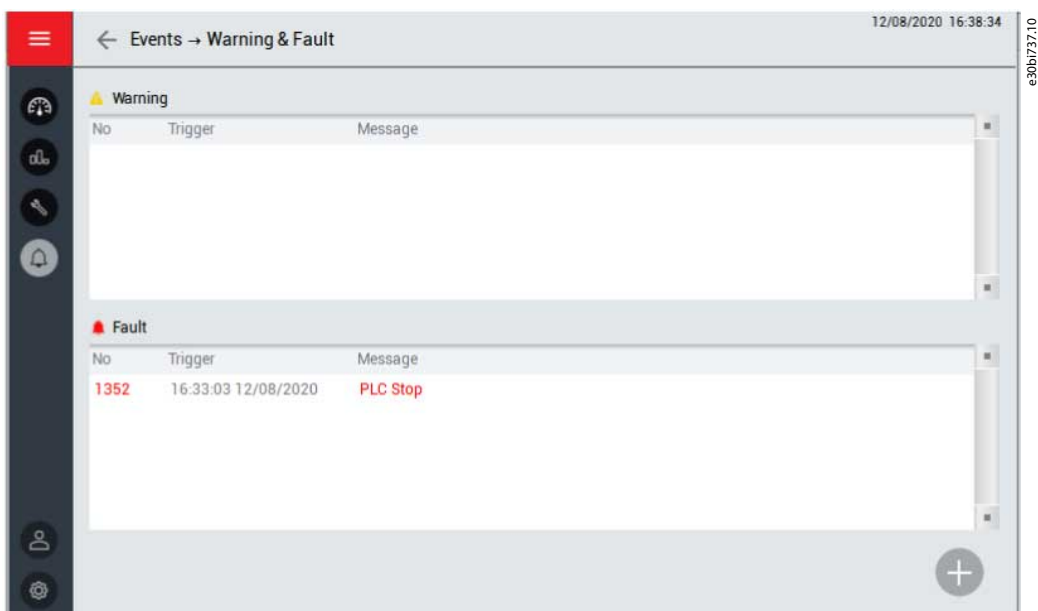 12/08/2020 16:38:34
Events → Warning & Fault
Warning
No Trigger Message
Fault
No Trigger Message
1352 16:33:03 12/08/2020 PLC Stop
e30bi737.10